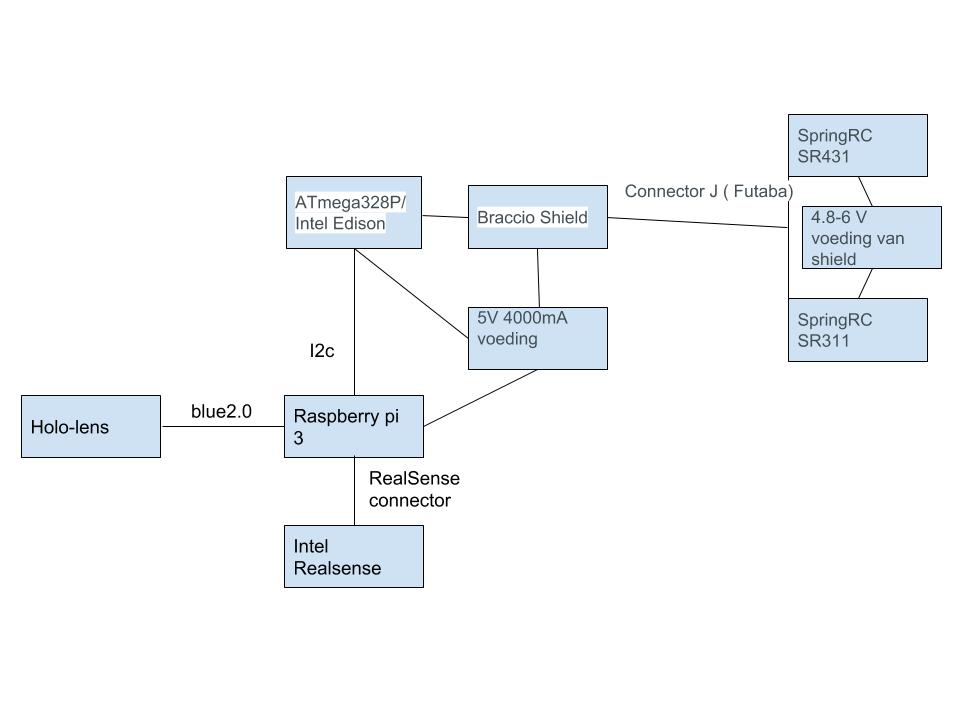 SpringRC
SR431
Connector J ( Futaba)
ATmega328P/
Intel Edison
Braccio Shield
4.8-6 V
voeding van
shield
5V 4000mA
voeding
SpringRC
SR311
I2c
Holo-lens
blue2.0
Raspberry pi
3
RealSense
connector
Intel
Realsense